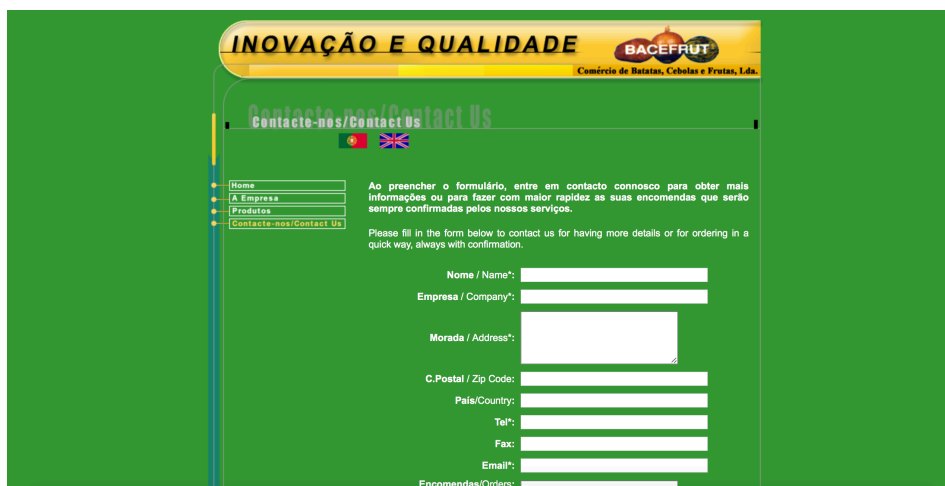 INOVAÇÃO E QUALIDADE
BACEFRUT
Comércio de Batatas, Cebolas e Frutas, Lda.
Contacte-nos/Contact Us
Contacte-nos/Contact Us
Home
A Empresa
Produtos
Contacte-nos/Contact Us
Ao preencher o formulário, entre em contacto connosco para obter mais
informações ou para fazer com maior rapidez as suas encomendas que serão
sempre confirmadas pelos nossos serviços.
Please fill in the form below to contact us for having more details or for ordering in a
quick way, always with confirmation.
Nome / Name*:
Empresa / Company*:
Morada / Address*:
C.Postal / Zip Code:
País/Country:
Tel*:
Fax:
Email*:
Encomendas/Orders: